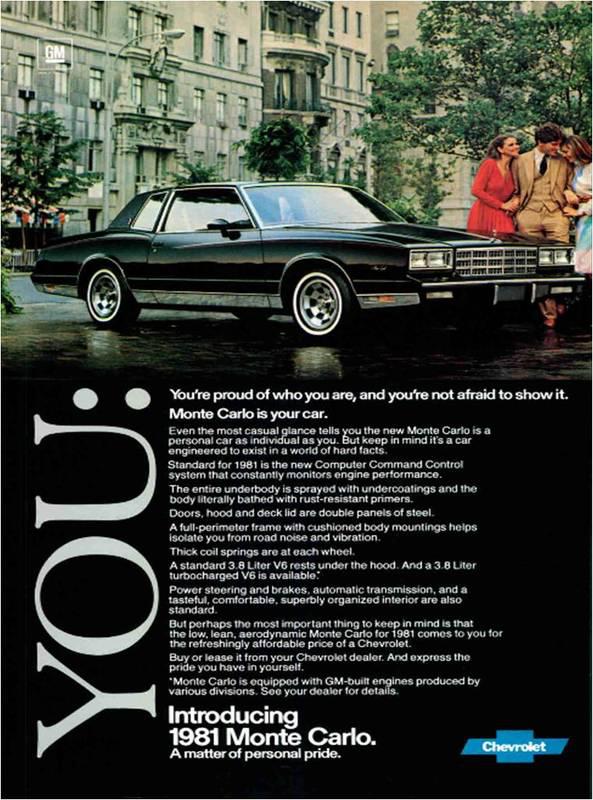 GM
YOU:
You're proud of who you are, and you're not afraid to show it.
Monte Carlo is your car.
Even the most casual glance tells you the new Monte Carlo is a
personal car as individual as you. But keep in mind it's a car
engineered to exist in a world of hard facts.
Standard for 1981 is the new Computer Command Control
system that constantly monitors engine performance.
The entire underbody is sprayed with undercoatings and the
body literally bathed with rust-resistant primers.
Doors, hood and deck lid are double panels of steel.
A full-perimeter frame with cushioned body mountings helps
isolate you from road noise and vibration.
Thick coil springs are at each wheel.
A standard 3.8 Liter V6 rests under the hood. And a 3.8 Liter
turbocharged V6 is available.*
Power steering and brakes, automatic transmission, and a
tasteful, comfortable, superbly organized interior are also
standard.
But perhaps the most important thing to keep in mind is that
the low, lean, aerodynamic Monte Carlo for 1981 comes to you for
the refreshingly affordable price of a Chevrolet.
Buy or lease it from your Chevrolet dealer. And express the
pride you have in yourself.
*Monte Carlo is equipped with GM-built engines produced by
various divisions. See your dealer for details.
Introducing
1981 Monte Carlo.
A matter of personal pride.
Chevrolet